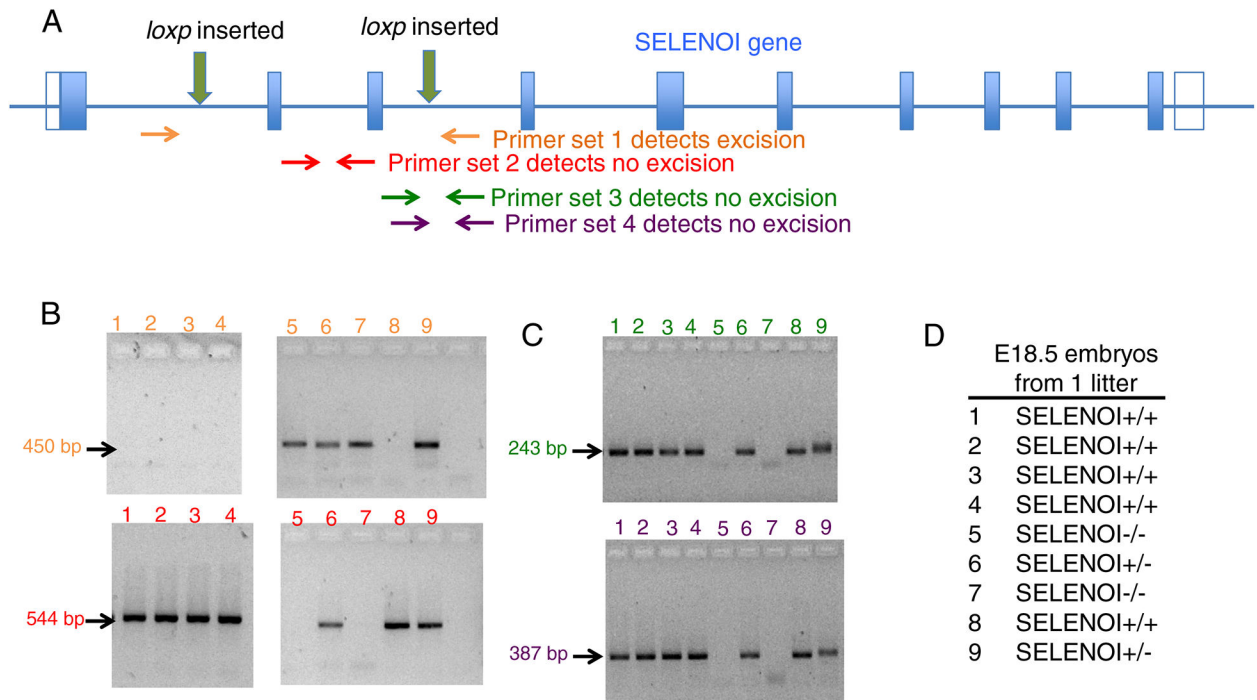 A
loxp inserted
loxp inserted
SELENOI gene
Primer set 1 detects excision
Primer set 2 detects no excision
Primer set 3 detects no excision
Primer set 4 detects no excision
B
1 2 3 4
5 6 7 8 9
450 bp
1 2 3 4
5 6 7 8 9
544 bp
C
1 2 3 4 5 6 7 8 9
243 bp
1 2 3 4 5 6 7 8 9
387 bp
D
E18.5 embryos
from 1 litter
1 SELENOI+/+
2 SELENOI+/+
3 SELENOI+/+
4 SELENOI+/+
5 SELENOI-/-
6 SELENOI+/-
7 SELENOI-/-
8 SELENOI+/+
9 SELENOI+/-